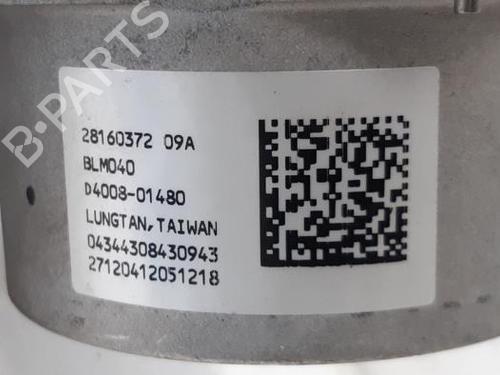 28160372 09A
BLM040
D4008-01480
LUNGTAN, TAIWAN
04344308430943
27120412051218
B-PARTS